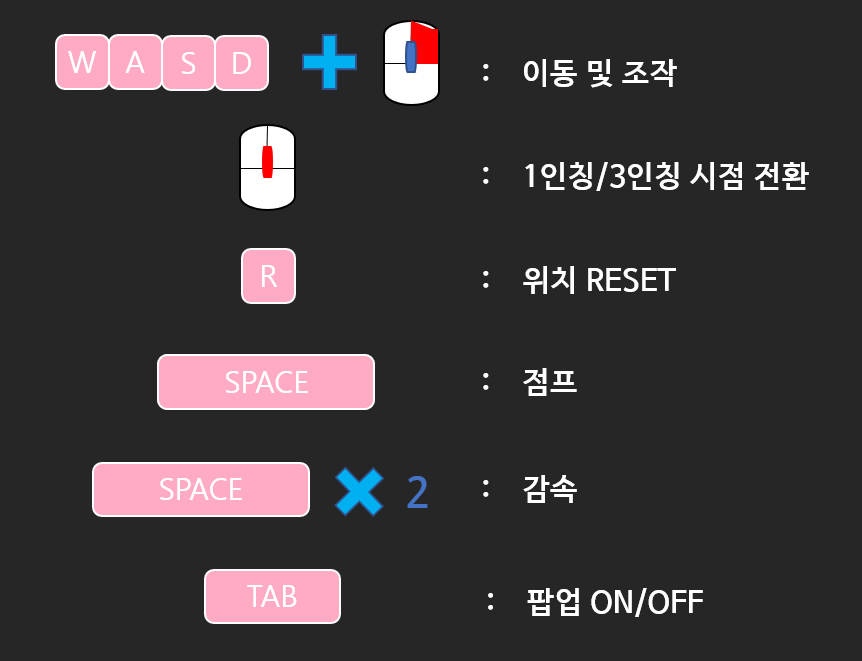 W A S D : 이동 및 조작
: 1인칭/3인칭 시점 전환
R : 위치 RESET
SPACE : 점프
SPACE 2 : 감속
TAB : 팝업 ON/OFF